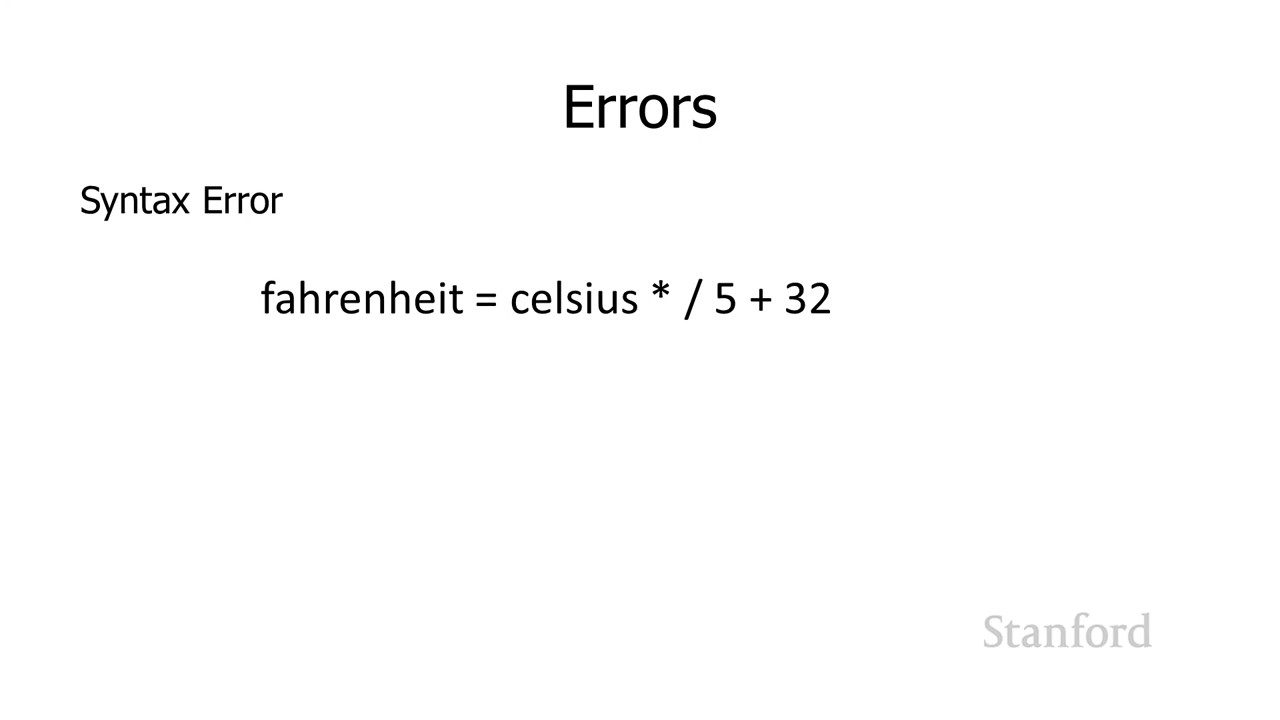 Errors
Syntax Error
fahrenheit = celsius * / 5 + 32
Stanford